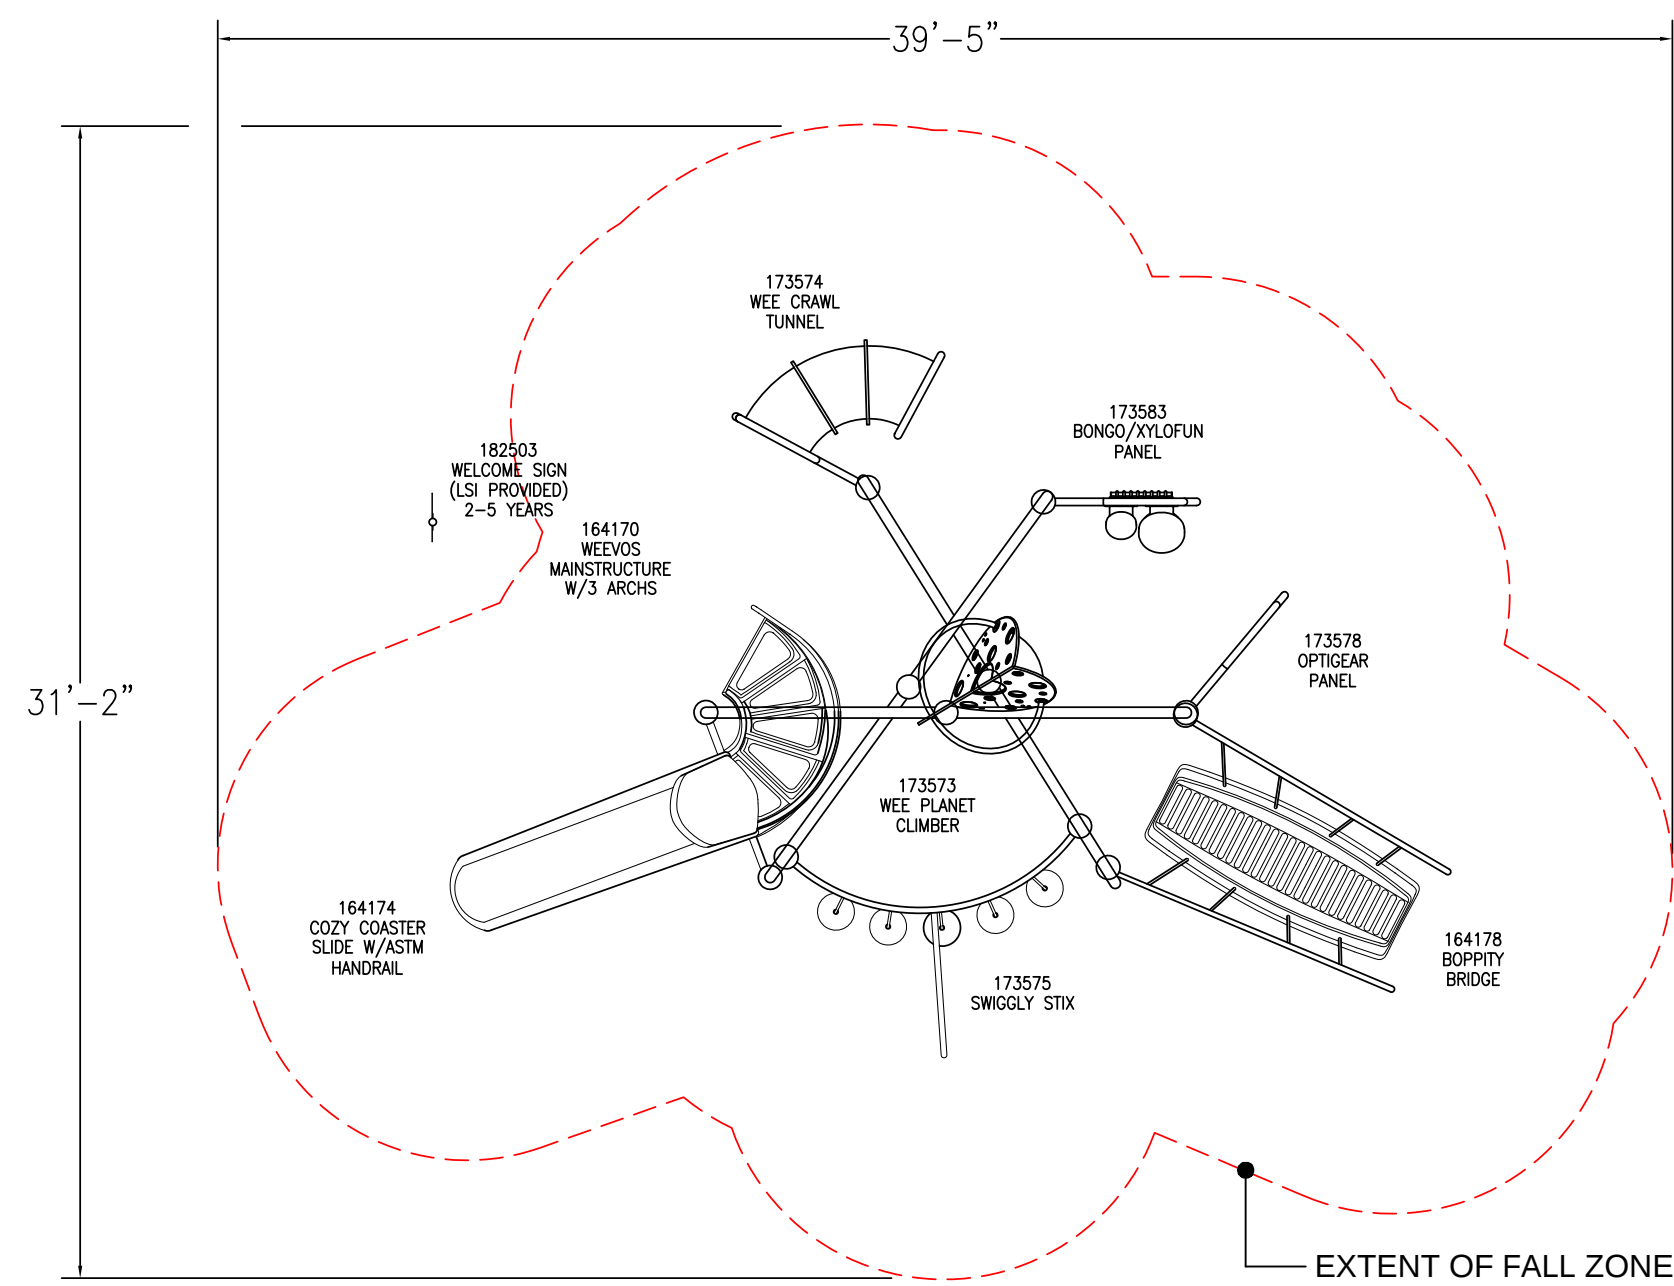 39'-5"
173574
WEE CRAWL
TUNNEL
173583
BONGO/XYLOFUN
PANEL
182503
WELCOME SIGN
(LSI PROVIDED)
2-5 YEARS
164170
WEEVOS
MAINSTRUCTURE
W/3 ARCHS
173578
OPTIGEAR
PANEL
31'-2"
173573
WEE PLANET
CLIMBER
164174
COZY COASTER
SLIDE W/ASTM
HANDRAIL
164178
BOPPITY
BRIDGE
173575
SWIGGLY STIX
EXTENT OF FALL ZONE